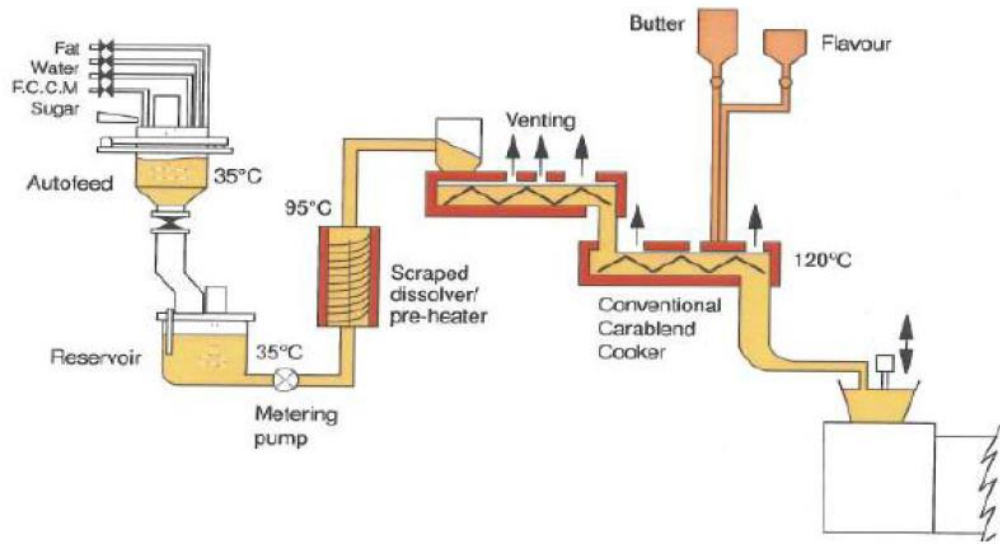 Fat
Water
F.C.C.M
Sugar
Autofeed
35°C
Reservoir
35°C
Metering
pump
95°C
Scraped
dissolver/
pre-heater
Venting
Butter
Flavour
120°C
Conventional
Carablend
Cooker